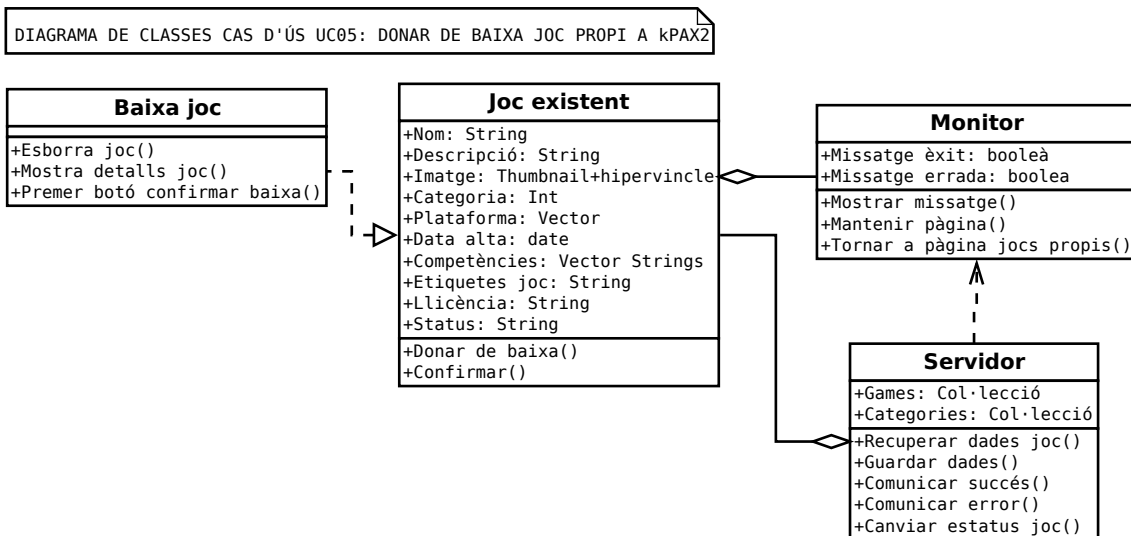 DIAGRAMA DE CLASSES CAS D'ÚS UC05: DONAR DE BAIXA JOC PROPI A kPAX2
Baixa joc
+Esborra joc()
+Mostra detalls joc()
+Premer botó confirmar baixa()
Joc existent
+Nom: String
+Descripció: String
+Imatge: Thumbnail+hipervincle
+Categoria: Int
+Plataforma: Vector
+Data alta: date
+Competències: Vector Strings
+Etiquetes joc: String
+Llicència: String
+Status: String
+Donar de baixa()
+Confirmar()
Monitor
+Missatge èxit: booleà
+Missatge errada: boolea
+Mostrar missatge()
+Mantenir pàgina()
+Tornar a pàgina jocs propis()
Servidor
+Games: Col·lecció
+Categories: Col·lecció
+Recuperar dades joc()
+Guardar dades()
+Comunicar succés()
+Comunicar error()
+Canviar estatus joc()